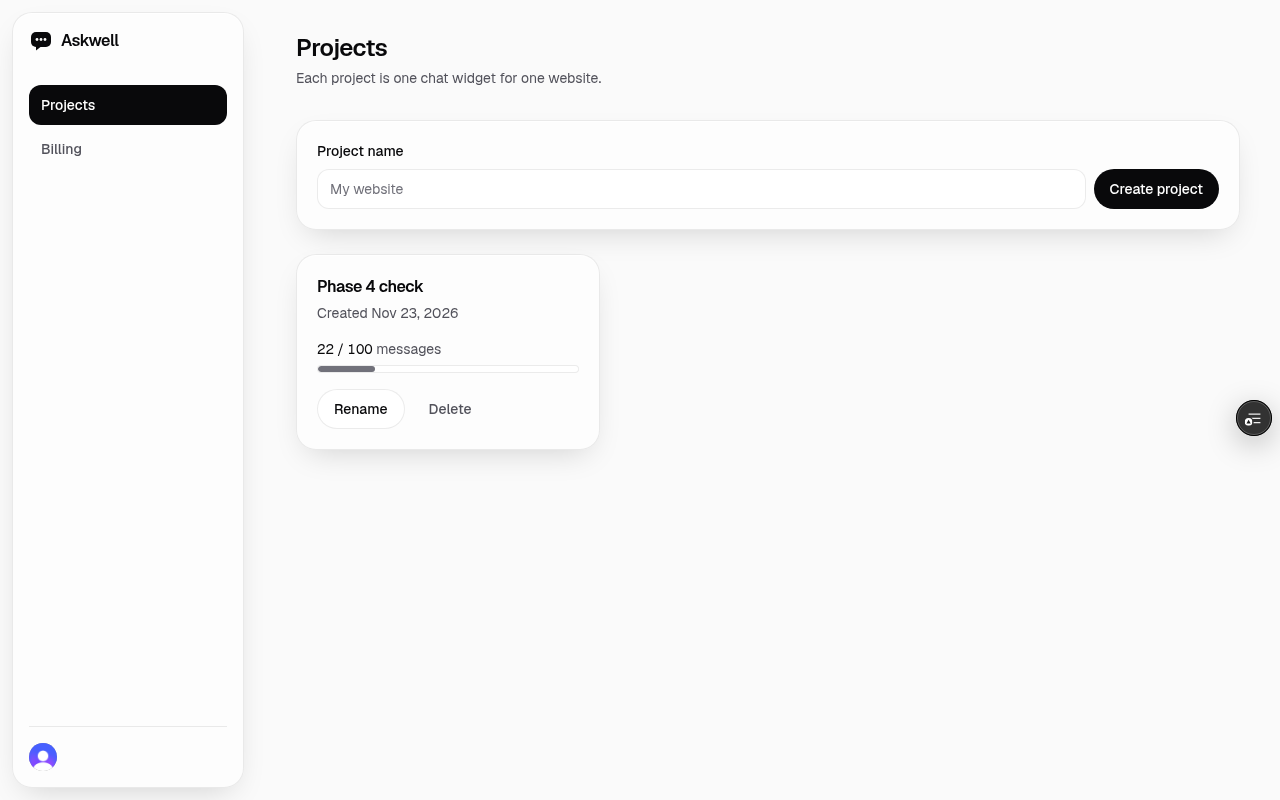 Askwell
Projects
Billing
Projects
Each project is one chat widget for one website.
Project name
My website
Create project
Phase 4 check
Created Nov 23, 2026
22 / 100 messages
Rename
Delete